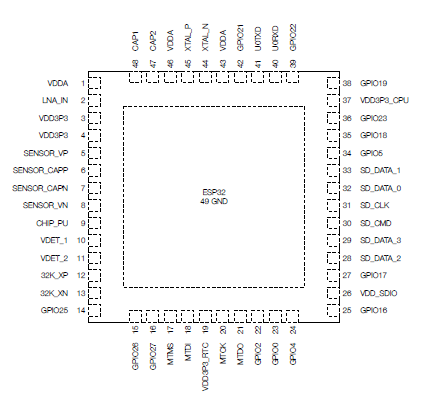 CAP1 CAP2 VDDA XTAL_P XTAL_N VDDA GPIO21 U0TXD U0RXD GPIO22
48 47 46 45 44 43 42 41 40 39
VDDA 1
LNA_IN 2
VDD3P3 3
VDD3P3 4
SENSOR_VP 5
SENSOR_CAPP 6
SENSOR_CAPN 7
SENSOR_VN 8
CHIP_PU 9
VDET_1 10
VDET_2 11
32K_XP 12
32K_XN 13
GPIO25 14
ESP32
49 GND
38 GPIO19
37 VDD3P3_CPU
36 GPIO23
35 GPIO18
34 GPIO5
33 SD_DATA_1
32 SD_DATA_0
31 SD_CLK
30 SD_CMD
29 SD_DATA_3
28 SD_DATA_2
27 GPIO17
26 VDD_SDIO
25 GPIO16
15 16 17 18 19 20 21 22 23 24
GPIO26 GPIO27 MTMS MTDI VDD3P3_RTC MTCK MTDO GPIO2 GPIO0 GPIO4